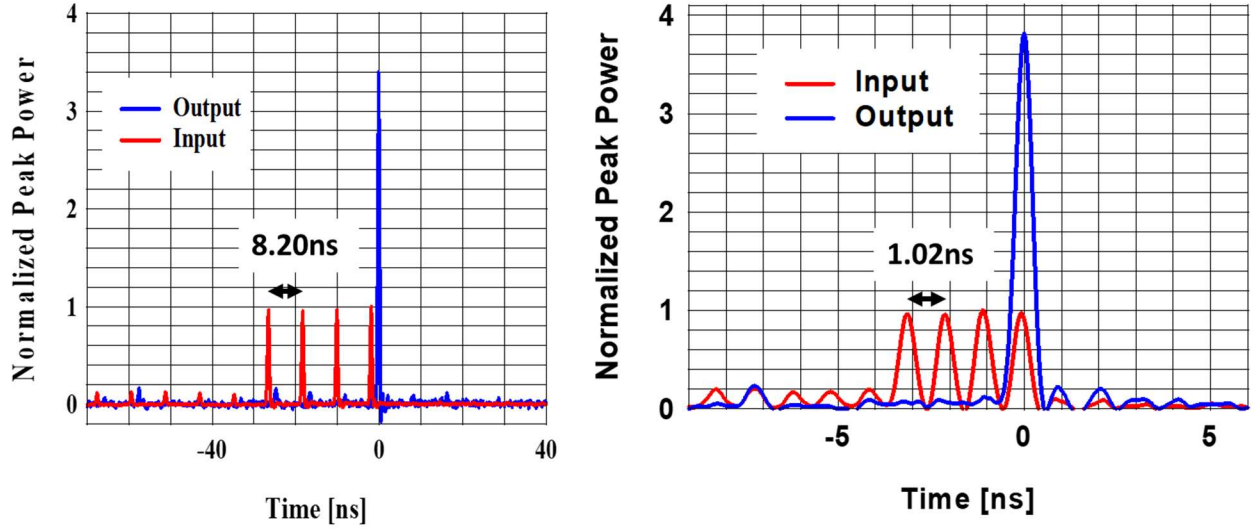 Normalized Peak Power
4
3
2
1
0
Output
Input
8.20ns
-40
0
40
Time [ns]
Normalized Peak Power
4
3
2
1
0
Input
Output
1.02ns
-5
0
5
Time [ns]